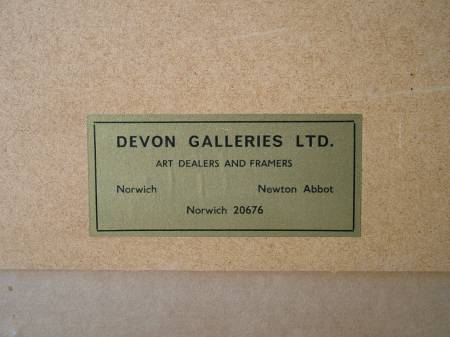 DEVON GALLERIES LTD.
ART DEALERS AND FRAMERS
Norwich Newton Abbot
Norwich 20676